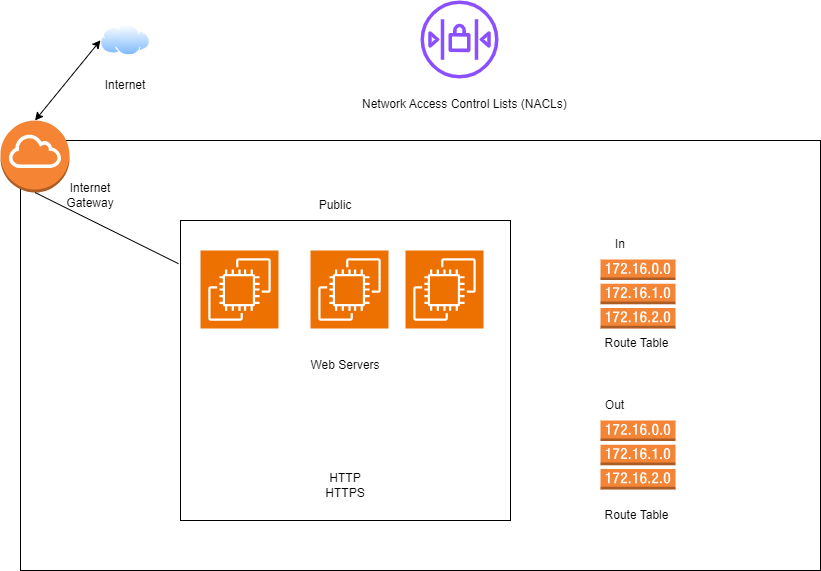 Internet
Network Access Control Lists (NACLs)
Internet
Gateway
Public
In
172.16.0.0
172.16.1.0
172.16.2.0
Route Table
Web Servers
Out
172.16.0.0
172.16.1.0
172.16.2.0
Route Table
HTTP
HTTPS